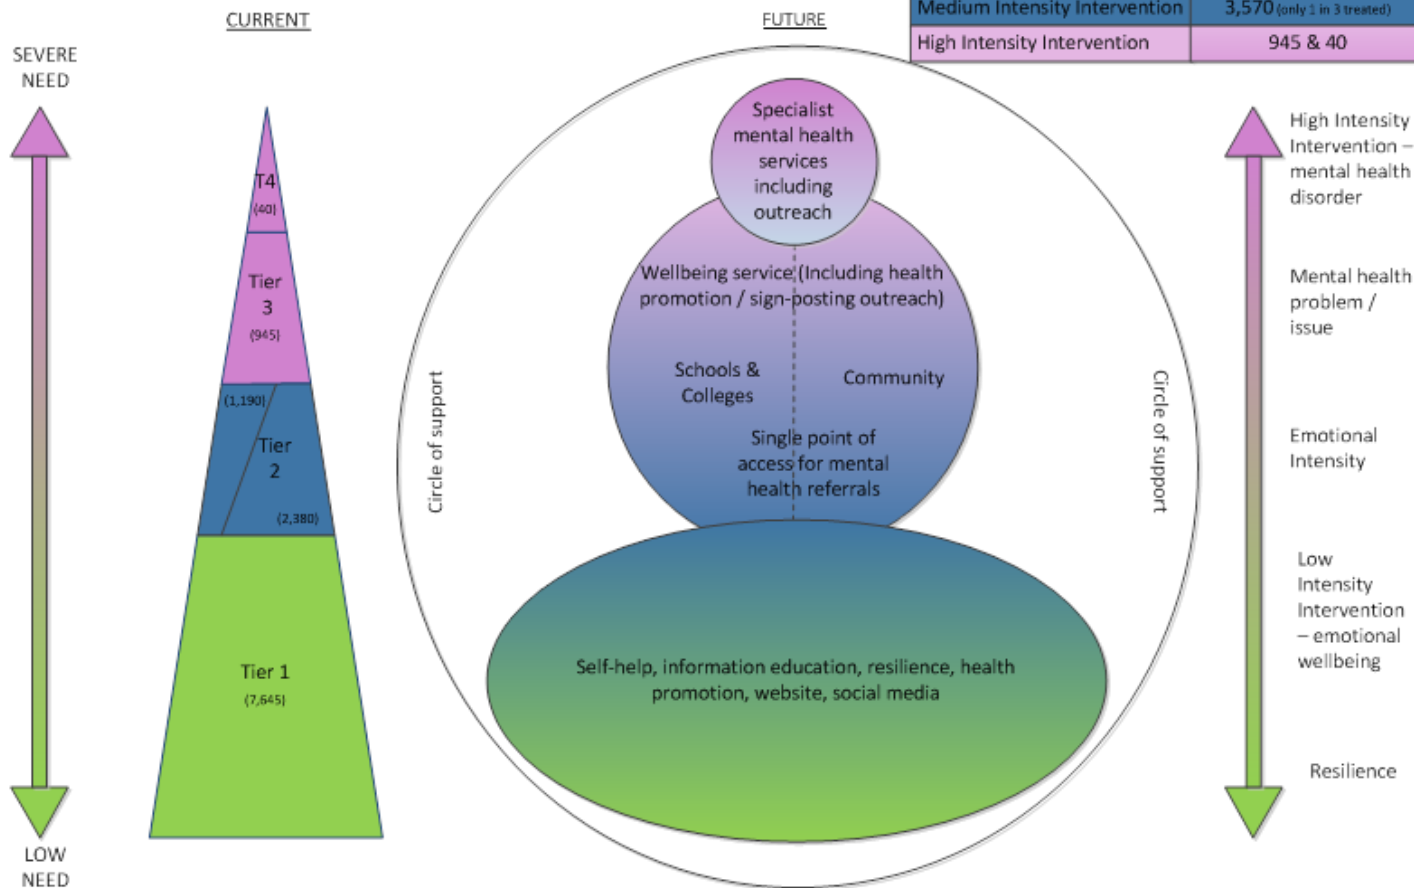 CURRENT
FUTURE
Medium Intensity Intervention 3,570 (only 1 in 3 treated)
High Intensity Intervention 945 & 40
SEVERE
NEED
LOW
NEED
T4
(40)
Tier
3
(945)
(1,190)
Tier
2
(2,380)
Tier 1
(7,645)
Circle of support
Specialist
mental health
services
including
outreach
Wellbeing service (Including health
promotion / sign-posting outreach)
Schools &
Colleges
Community
Single point of
access for mental
health referrals
Self-help, information education, resilience, health
promotion, website, social media
Circle of support
High Intensity
Intervention –
mental health
disorder
Mental health
problem /
issue
Emotional
Intensity
Low
Intensity
Intervention
– emotional
wellbeing
Resilience